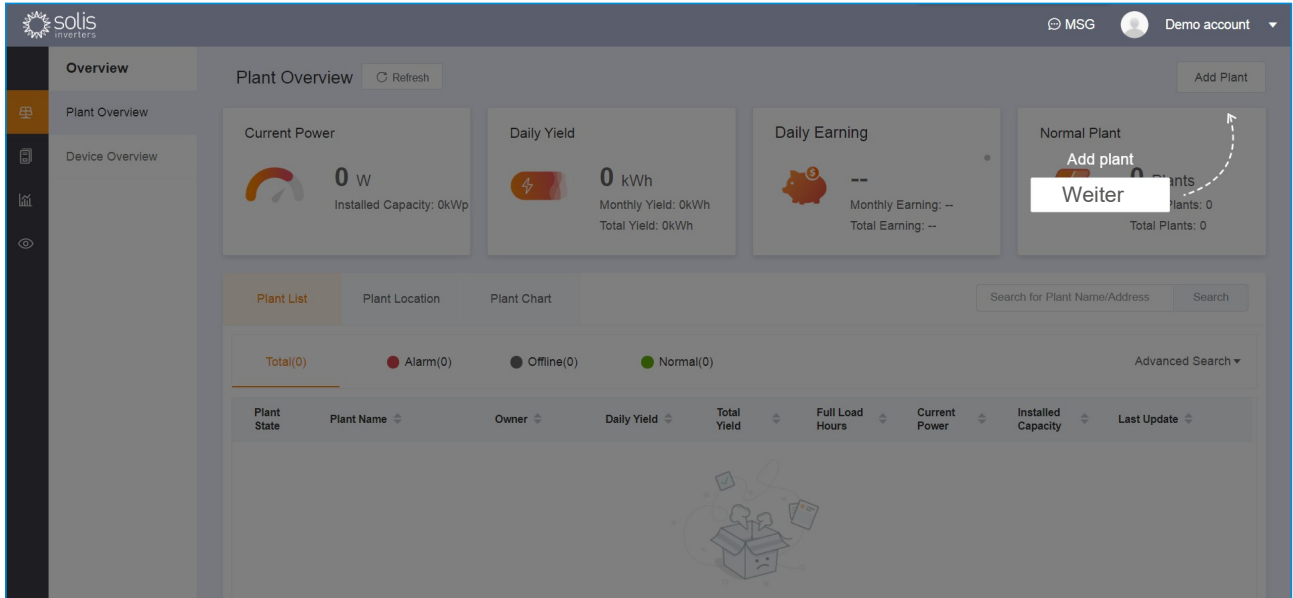 solis
inverters
MSG
Demo account
Overview
Plant Overview
Device Overview
Plant Overview
Refresh
Add Plant
Current Power
0 W
Installed Capacity: 0kWp
Daily Yield
0 kWh
Monthly Yield: 0kWh
Total Yield: 0kWh
Daily Earning
--
Monthly Earning: --
Total Earning: --
Normal Plant
Add plant
0 Plants
Weiter
Plants: 0
Total Plants: 0
Plant List
Plant Location
Plant Chart
Search for Plant Name/Address
Search
Total(0)
Alarm(0)
Offline(0)
Normal(0)
Advanced Search
Plant
State
Plant Name
Owner
Daily Yield
Total
Yield
Full Load
Hours
Current
Power
Installed
Capacity
Last Update